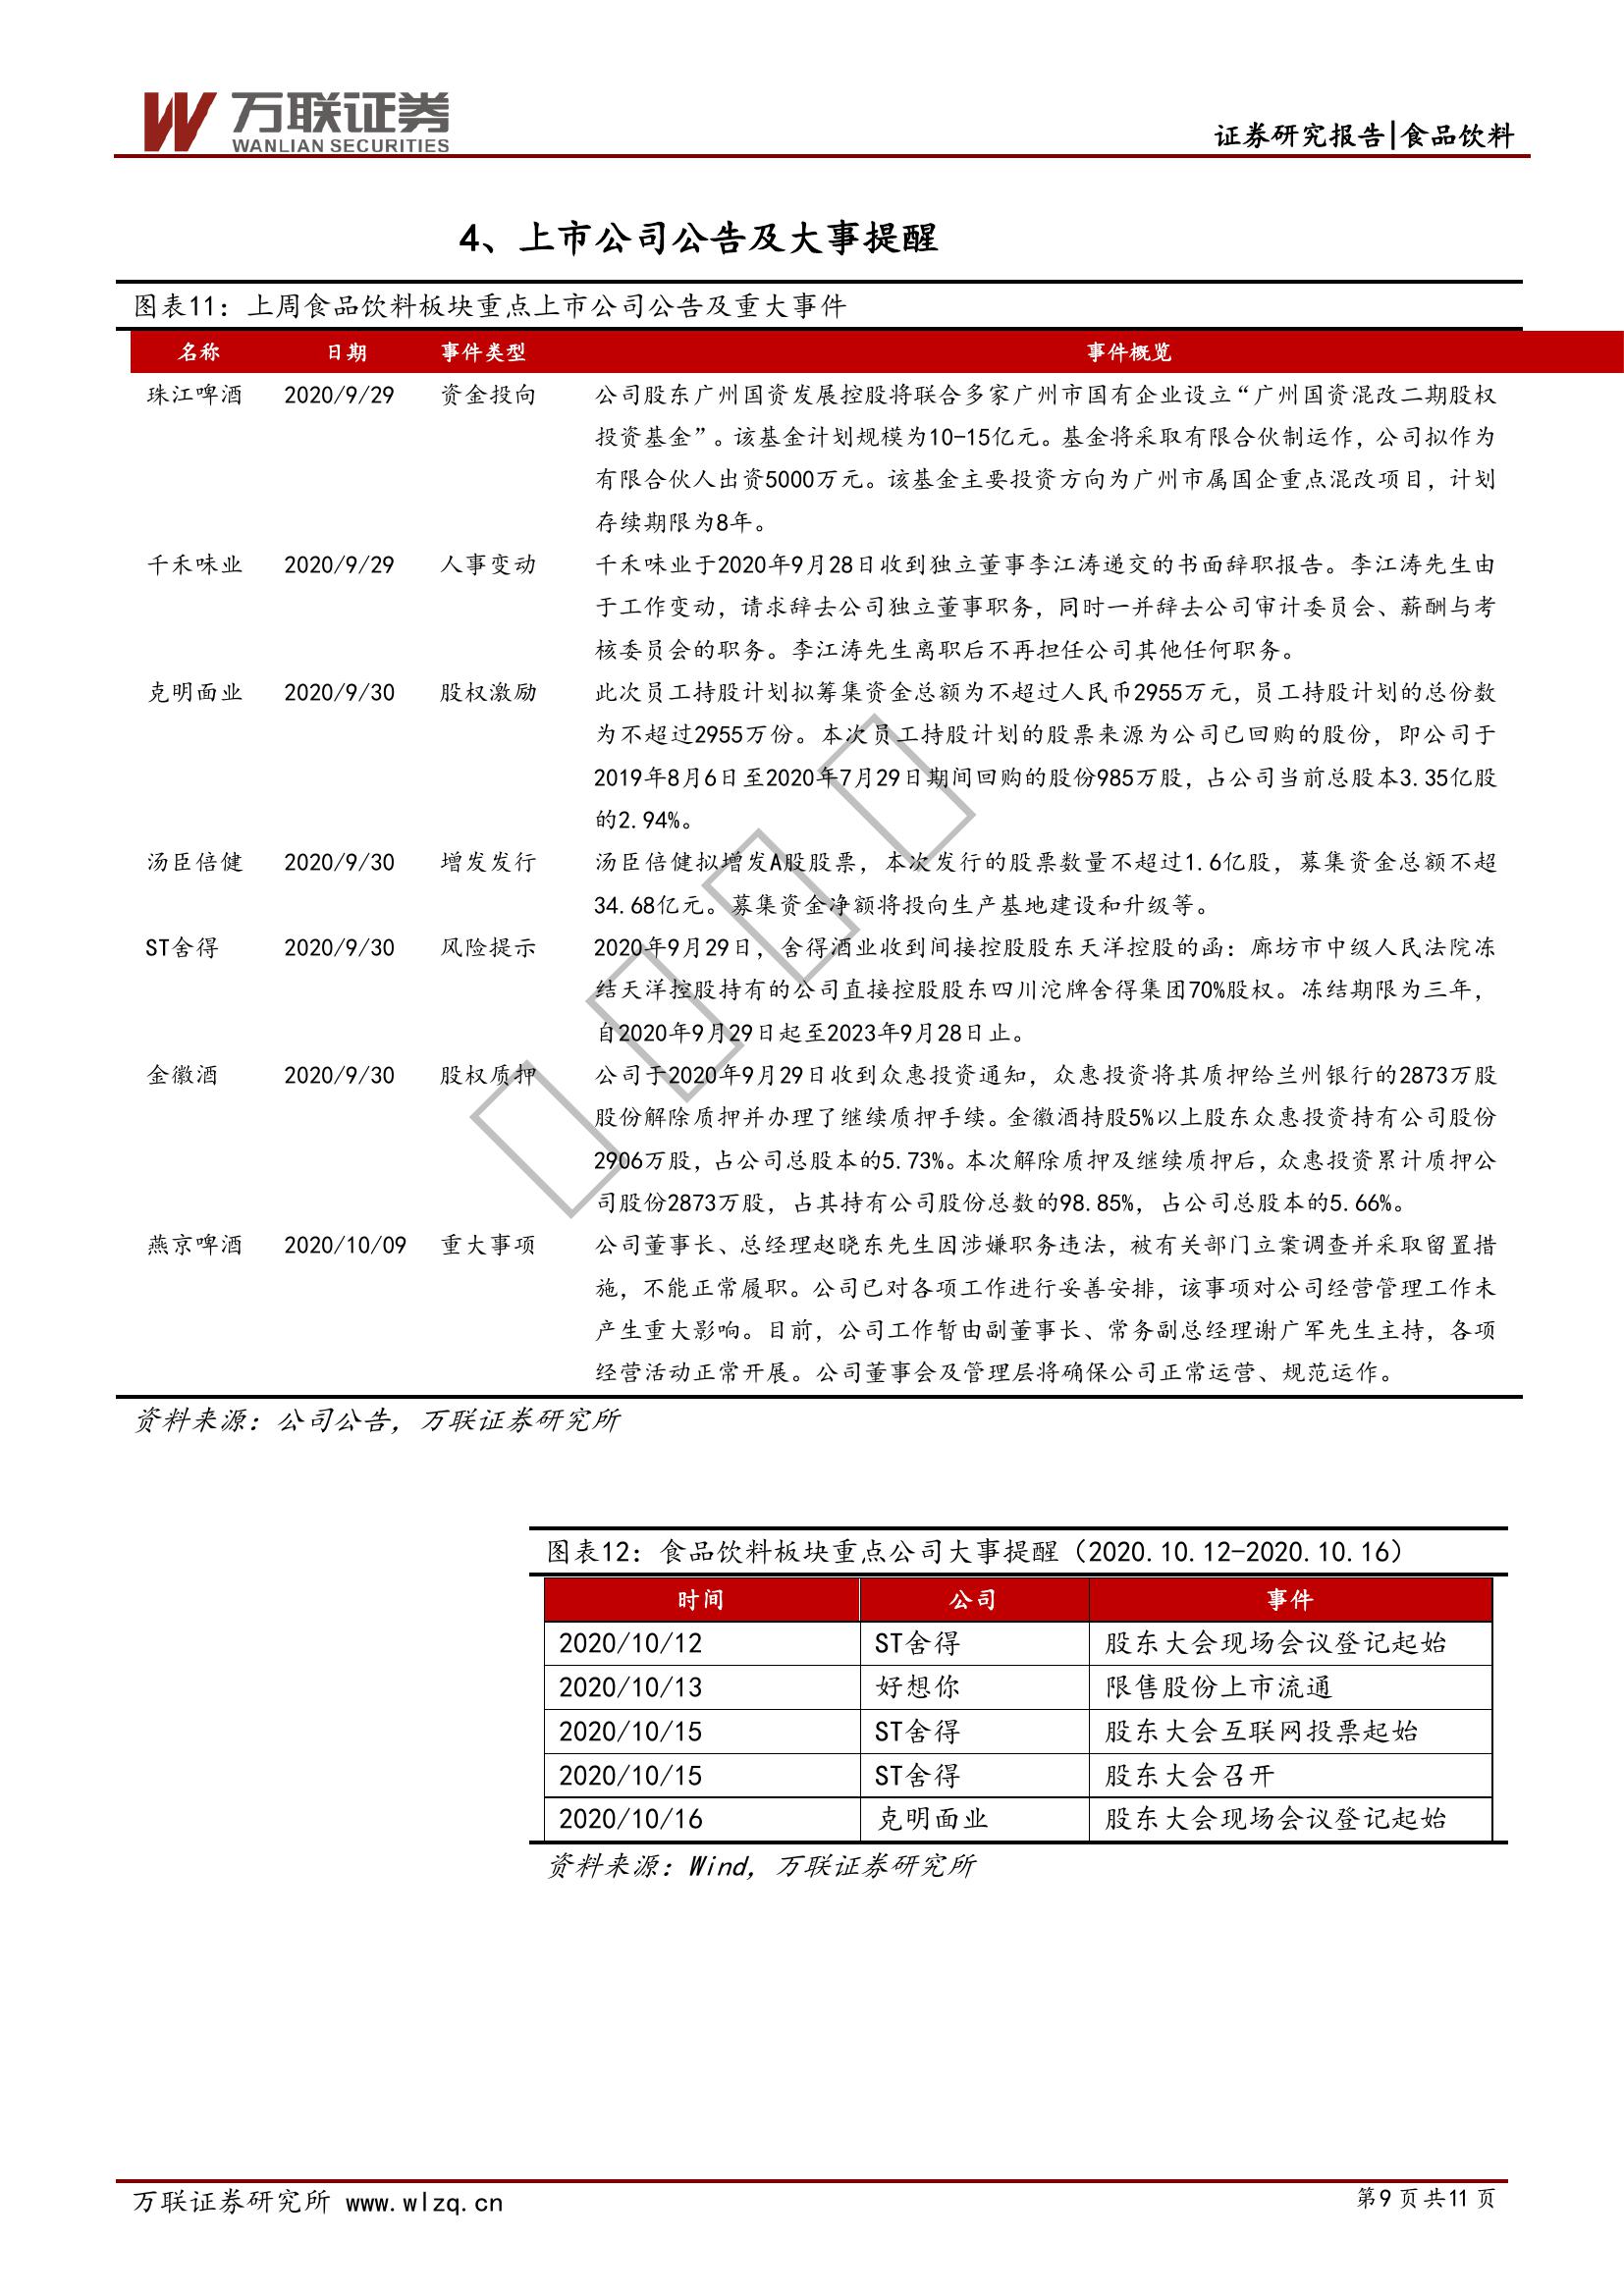 万联证券
WANLIAN SECURITIES
证券研究报告|食品饮料
4、上市公司公告及大事提醒
图表11：上周食品饮料板块重点上市公司公告及重大事件
名称 日期 事件类型 事件概览
珠江啤酒 2020/9/29 资金投向 公司股东广州国资发展控股将联合多家广州市国有企业设立“广州国资混改二期股权
投资基金”。该基金计划规模为10-15亿元。基金将采取有限合伙制运作，公司拟作为
有限合伙人出资5000万元。该基金主要投资方向为广州市属国企重点混改项目，计划
存续期限为8年。
千禾味业 2020/9/29 人事变动 千禾味业于2020年9月28日收到独立董事李江涛递交的书面辞职报告。李江涛先生由
于工作变动，请求辞去公司独立董事职务，同时一并辞去公司审计委员会、薪酬与考
核委员会的职务。李江涛先生离职后不再担任公司其他任何职务。
克明面业 2020/9/30 股权激励 此次员工持股计划拟筹集资金总额为不超过人民币2955万元，员工持股计划的总份数
为不超过2955万份。本次员工持股计划的股票来源为公司已回购的股份，即公司于
2019年8月6日至2020年7月29日期间回购的股份985万股，占公司当前总股本3.35亿股
的2.94%。
汤臣倍健 2020/9/30 增发发行 汤臣倍健拟增发A股股票，本次发行的股票数量不超过1.6亿股，募集资金总额不超
34.68亿元。募集资金净额将投向生产基地建设和升级等。
ST舍得 2020/9/30 风险提示 2020年9月29日，舍得酒业收到间接控股股东天洋控股的函：廊坊市中级人民法院冻
结天洋控股持有的公司直接控股股东四川沱牌舍得集团70%股权。冻结期限为三年，
自2020年9月29日起至2023年9月28日止。
金徽酒 2020/9/30 股权质押 公司于2020年9月29日收到众惠投资通知，众惠投资将其质押给兰州银行的2873万股
股份解除质押并办理了继续质押手续。金徽酒持股5%以上股东众惠投资持有公司股份
2906万股，占公司总股本的5.73%。本次解除质押及继续质押后，众惠投资累计质押公
司股份2873万股，占其持有公司股份总数的98.85%，占公司总股本的5.66%。
燕京啤酒 2020/10/09 重大事项 公司董事长、总经理赵晓东先生因涉嫌职务违法，被有关部门立案调查并采取留置措
施，不能正常履职。公司已对各项工作进行妥善安排，该事项对公司经营管理工作未
产生重大影响。目前，公司工作暂由副董事长、常务副总经理谢广军先生主持，各项
经营活动正常开展。公司董事会及管理层将确保公司正常运营、规范运作。
资料来源：公司公告，万联证券研究所
图表12：食品饮料板块重点公司大事提醒（2020.10.12-2020.10.16）
时间 公司 事件
2020/10/12 ST舍得 股东大会现场会议登记起始
2020/10/13 好想你 限售股份上市流通
2020/10/15 ST舍得 股东大会互联网投票起始
2020/10/15 ST舍得 股东大会召开
2020/10/16 克明面业 股东大会现场会议登记起始
资料来源：Wind，万联证券研究所
万联证券研究所 www.wlzq.cn
第9页共11页